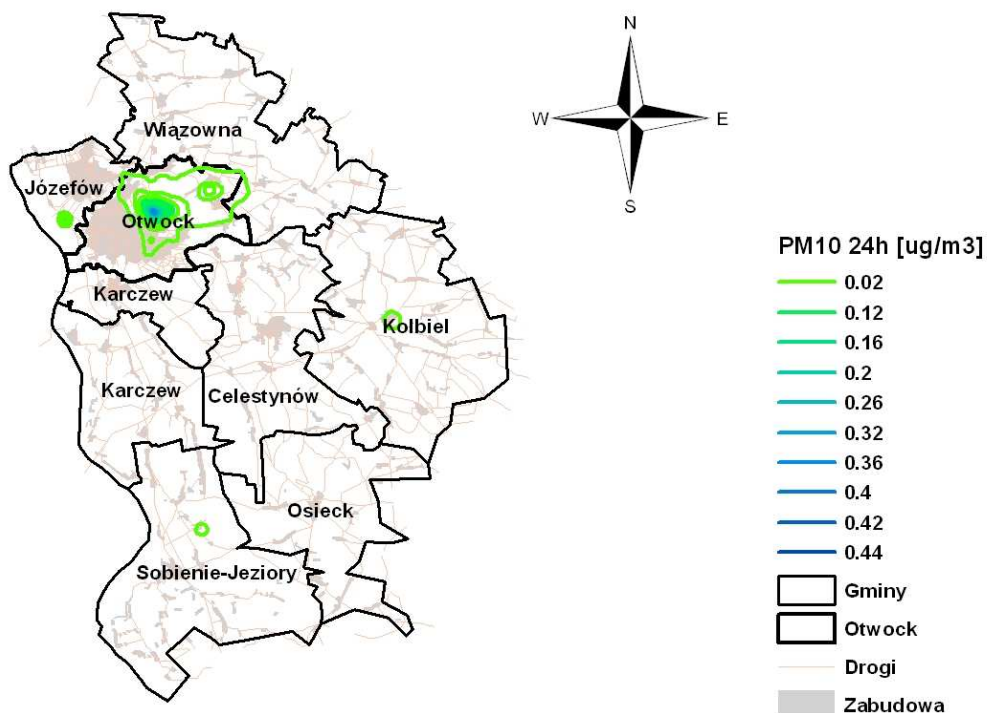 N
W E
S
Wiązowna
Józefów
Otwock
Karczew
Kolbiel
Karczew
Celestynów
Osieck
Sobienie-Jeziory
PM10 24h [ug/m3]
0.02
0.12
0.16
0.2
0.26
0.32
0.36
0.4
0.42
0.44
Gminy
Otwock
Drogi
Zabudowa